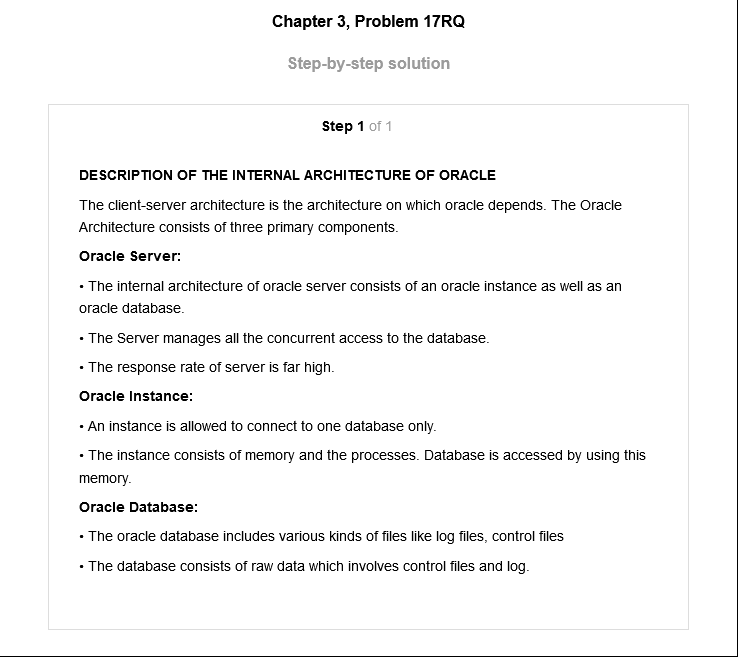 Chapter 3, Problem 17RQ
Step-by-step solution
Step 1 of 1
DESCRIPTION OF THE INTERNAL ARCHITECTURE OF ORACLE
The client-server architecture is the architecture on which oracle depends. The Oracle
Architecture consists of three primary components.
Oracle Server:
• The internal architecture of oracle server consists of an oracle instance as well as an
oracle database.
• The Server manages all the concurrent access to the database.
• The response rate of server is far high.
Oracle Instance:
• An instance is allowed to connect to one database only.
• The instance consists of memory and the processes. Database is accessed by using this
memory.
Oracle Database:
• The oracle database includes various kinds of files like log files, control files
• The database consists of raw data which involves control files and log.